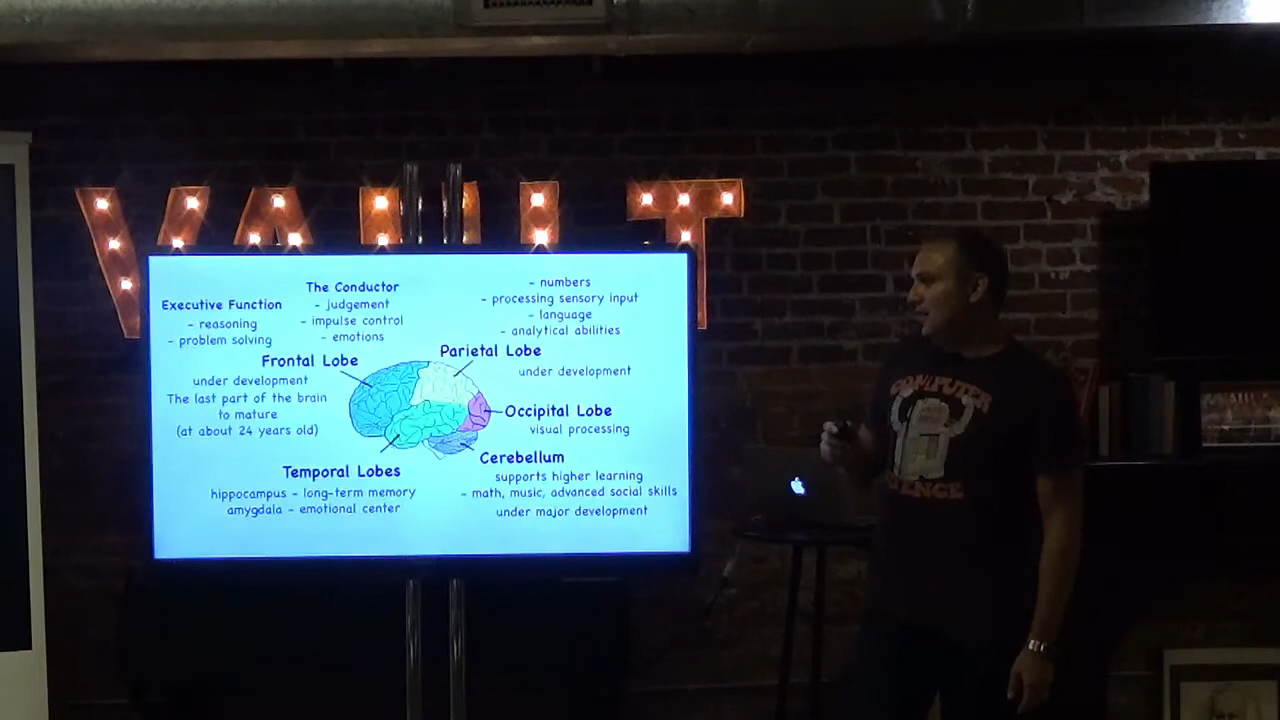 VAULT
The Conductor
- judgement
- impulse control
- emotions
Executive Function
- reasoning
- problem solving
Frontal Lobe
under development
The last part of the brain
to mature
(at about 24 years old)
- numbers
- processing sensory input
- language
- analytical abilities
Parietal Lobe
under development
Occipital Lobe
visual processing
Temporal Lobes
hippocampus - long-term memory
amygdala - emotional center
Cerebellum
supports higher learning
- math, music, advanced social skills
under major development
COMPUTER